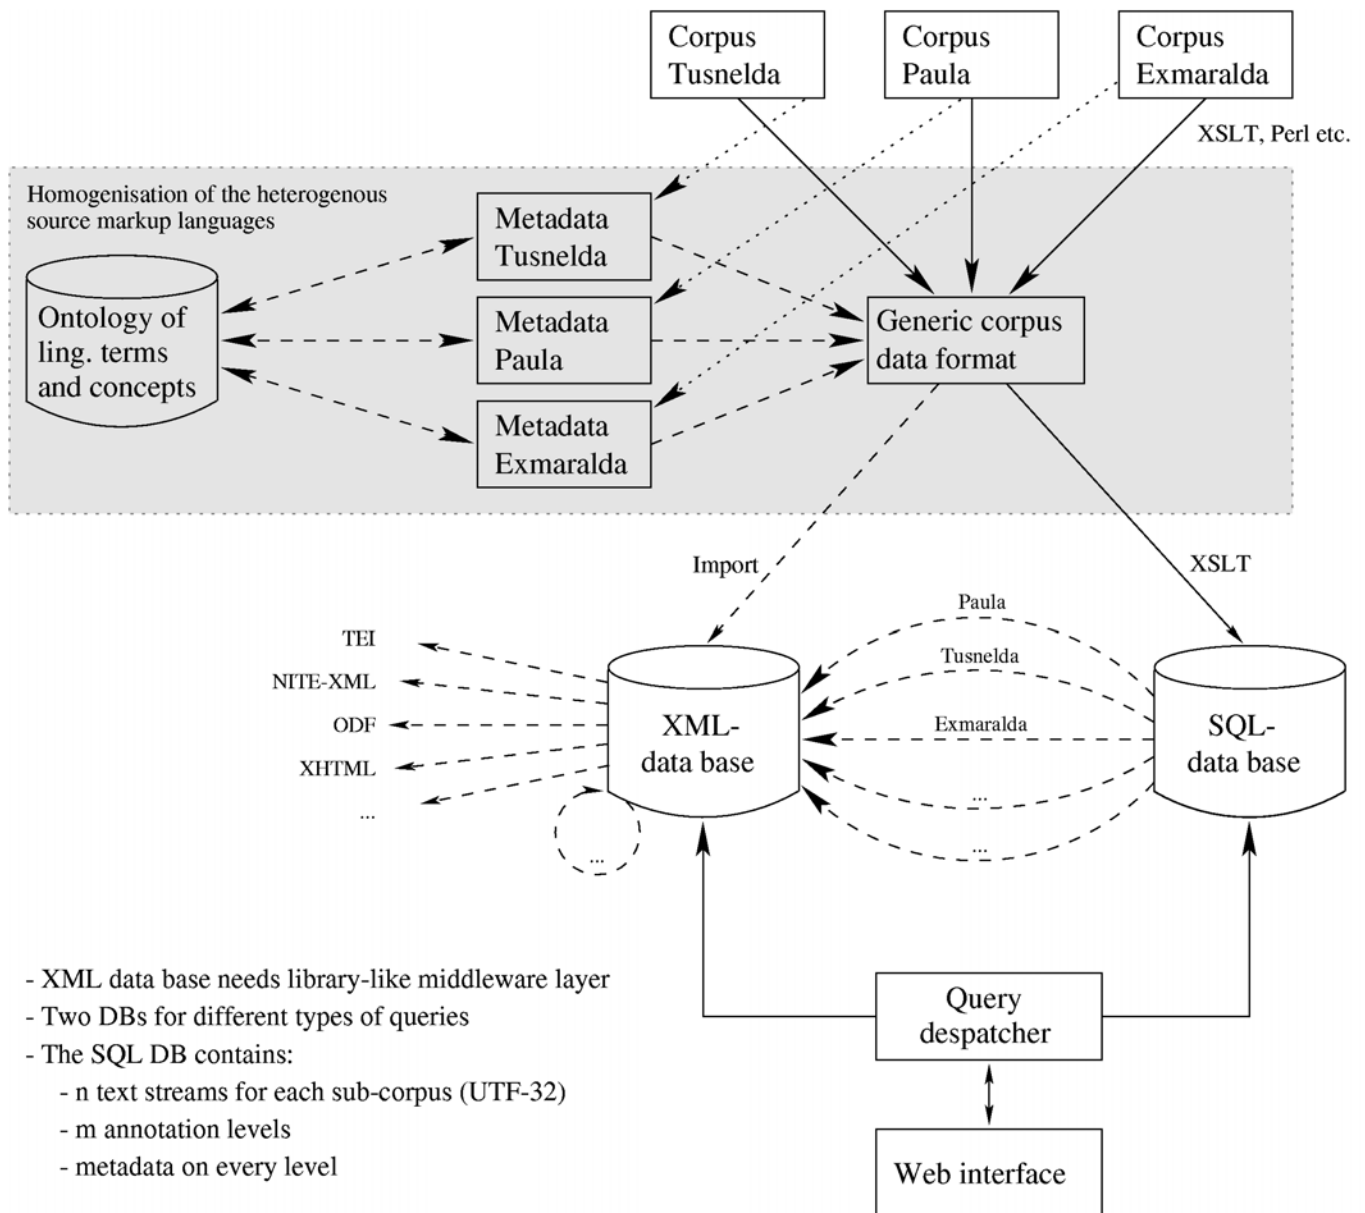 Corpus
Tusnelda
Corpus
Paula
Corpus
Exmaralda
XSLT, Perl etc.
Homogenisation of the heterogenous
source markup languages
Metadata
Tusnelda
Ontology of
ling. terms
and concepts
Metadata
Paula
Generic corpus
data format
Metadata
Exmaralda
Import
XSLT
Paula
TEI
Tusnelda
NITE-XML
ODF
Exmaralda
XML-
data base
SQL-
data base
XHTML
...
...
...
...
- XML data base needs library-like middleware layer
- Two DBs for different types of queries
- The SQL DB contains:
- n text streams for each sub-corpus (UTF-32)
- m annotation levels
- metadata on every level
Query
despatcher
Web interface